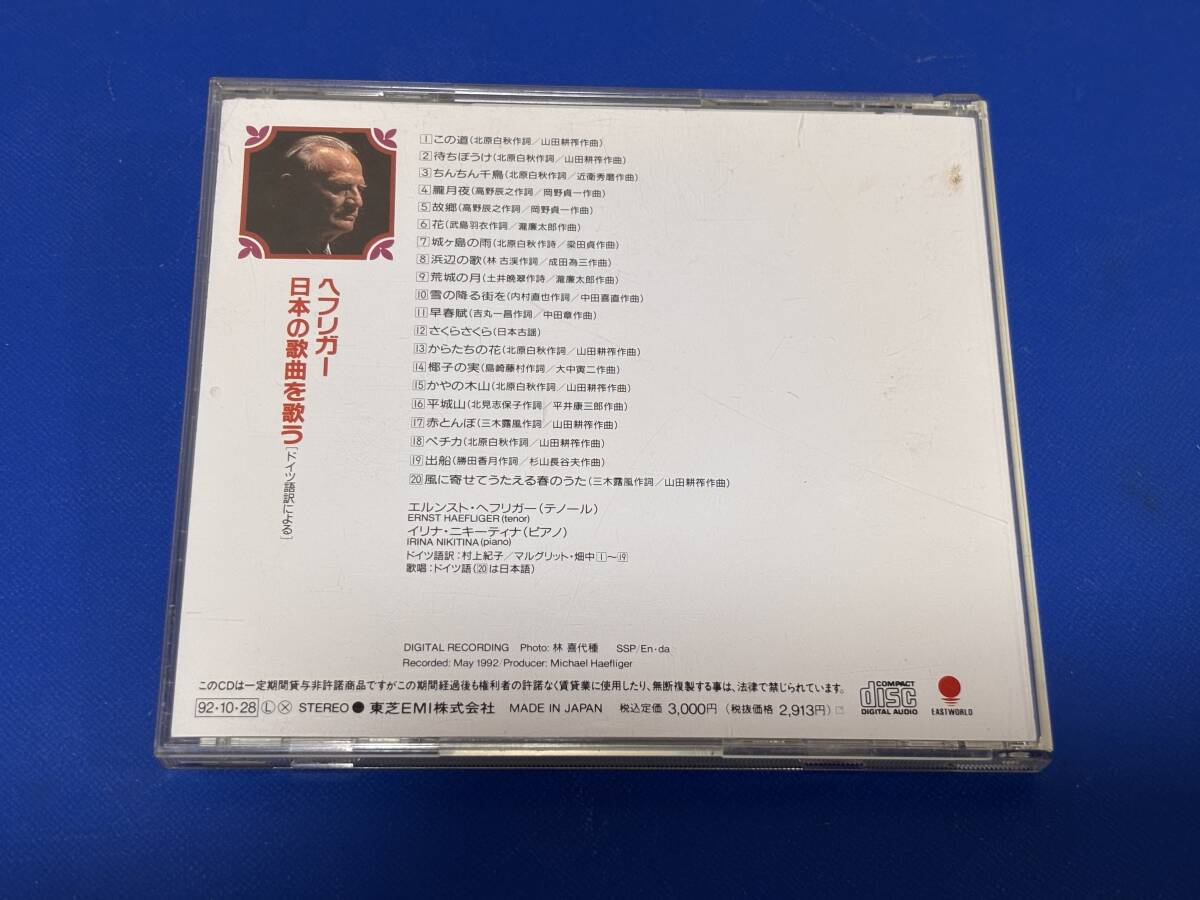 ヘフリガー
日本の歌曲を歌う
[ドイツ語訳による]
1 この道(北原白秋作詞/山田耕筰作曲)
2 待ちぼうけ(北原白秋作詞/山田耕筰作曲)
3 ちんちん千鳥(北原白秋作詞/近衛秀麿作曲)
4 朧月夜(高野辰之作詞/岡野貞一作曲)
5 故郷(高野辰之作詞/岡野貞一作曲)
6 花(武島羽衣作詞/瀧廉太郎作曲)
7 城ヶ島の雨(北原白秋作詩/梁田貞作曲)
8 浜辺の歌(林 古渓作詞/成田為三作曲)
9 荒城の月(土井晩翠作詩/瀧廉太郎作曲)
10 雪の降る街を(内村直也作詞/中田喜直作曲)
11 早春賦(吉丸一昌作詞/中田章作曲)
12 さくらさくら(日本古謡)
13 からたちの花(北原白秋作詞/山田耕筰作曲)
14 椰子の実(島崎藤村作詞/大中寅二作曲)
15 かやの木山(北原白秋作詞/山田耕筰作曲)
16 平城山(北見志保子作詞/平井康三郎作曲)
17 赤とんぼ(三木露風作詞/山田耕筰作曲)
18 ペチカ(北原白秋作詞/山田耕筰作曲)
19 出船(勝田香月作詞/杉山長谷夫作曲)
20 風に寄せてうたえる春のうた(三木露風作詞/山田耕筰作曲)
エルンスト・ヘフリガー(テノール)
ERNST HAEFLIGER(tenor)
イリナ・ニキーティナ(ピアノ)
IRINA NIKITINA(piano)
ドイツ語訳:村上紀子/マルグリット・畑中 1〜19
歌唱:ドイツ語(20は日本語)
DIGITAL RECORDING Photo: 林 喜代種 SSP/En・da
Recorded: May 1992/Producer: Michael Haefliger
このCDは一定期間貸与非許諾商品ですがこの期間経過後も権利者の許諾なく賃貸業に使用したり、無断複製する事は、法律で禁じられています。
92・10・28 Ⓛ Ⓧ STEREO ● 東芝EMI株式会社 MADE IN JAPAN 税込定価 3,000円 (税抜価格 2,913円)
COMPACT
disc
DIGITAL AUDIO
EASTWORLD